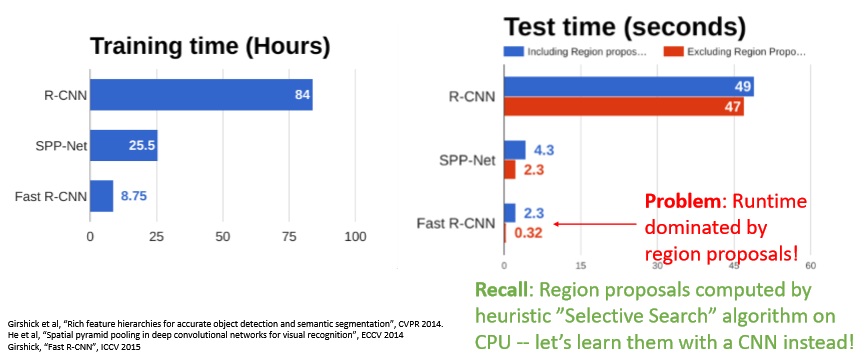 Training time (Hours)
R-CNN
84
SPP-Net
25.5
Fast R-CNN
8.75
0
25
50
75
100
Test time (seconds)
Including Region propos…
Excluding Region Propo…
R-CNN
49
47
SPP-Net
4.3
2.3
Fast R-CNN
2.3
0.32
0
15
30
45
60
Problem: Runtime
dominated by
region proposals!
Recall: Region proposals computed by
heuristic ”Selective Search” algorithm on
CPU -- let’s learn them with a CNN instead!
Girshick et al, “Rich feature hierarchies for accurate object detection and semantic segmentation”, CVPR 2014.
He et al, “Spatial pyramid pooling in deep convolutional networks for visual recognition”, ECCV 2014
Girshick, “Fast R-CNN”, ICCV 2015